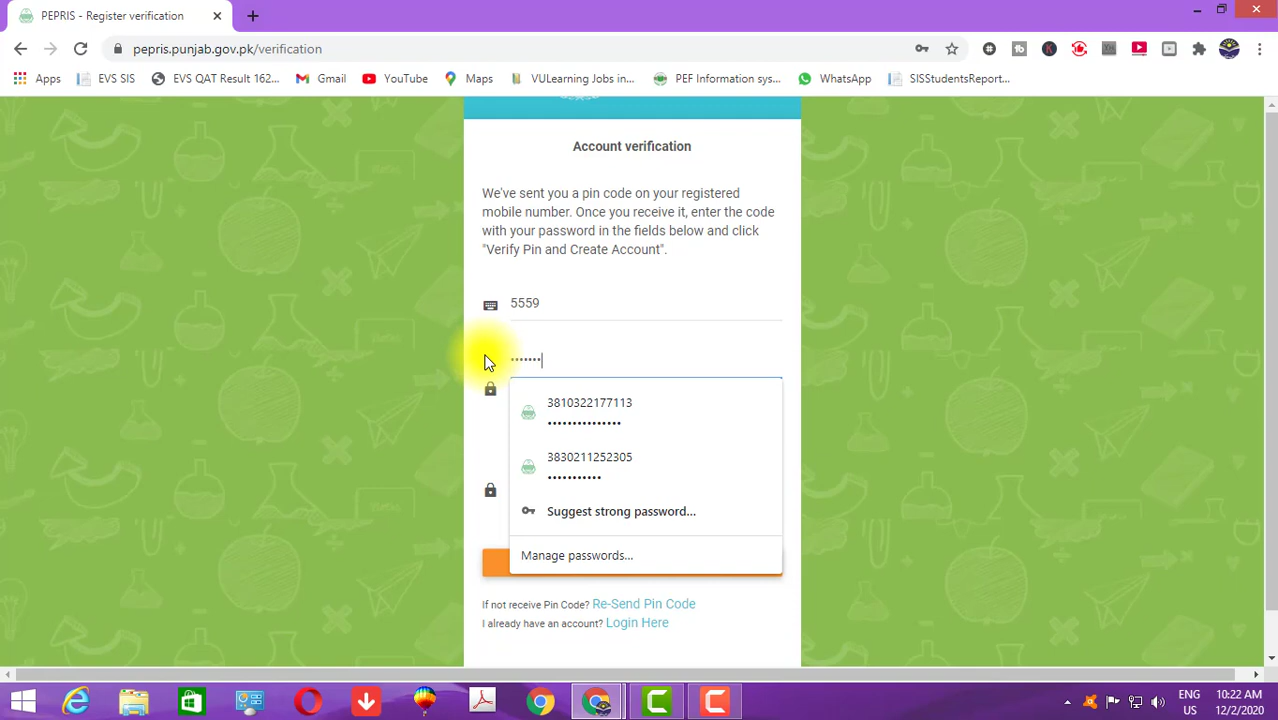 PEPRIS - Register verification
pepris.punjab.gov.pk/verification
Apps
EVS SIS
EVS QAT Result 162...
Gmail
YouTube
Maps
VULearning Jobs in...
PEF Information sys...
WhatsApp
SISStudentsReport...
Account verification
We've sent you a pin code on your registered
mobile number. Once you receive it, enter the code
with your password in the fields below and click
"Verify Pin and Create Account".
5559
•••••••
3810322177113
•••••••••••••••
3830211252305
•••••••••••
Suggest strong password...
Manage passwords...
If not receive Pin Code? Re-Send Pin Code
I already have an account? Login Here
ENG
US
10:22 AM
12/2/2020